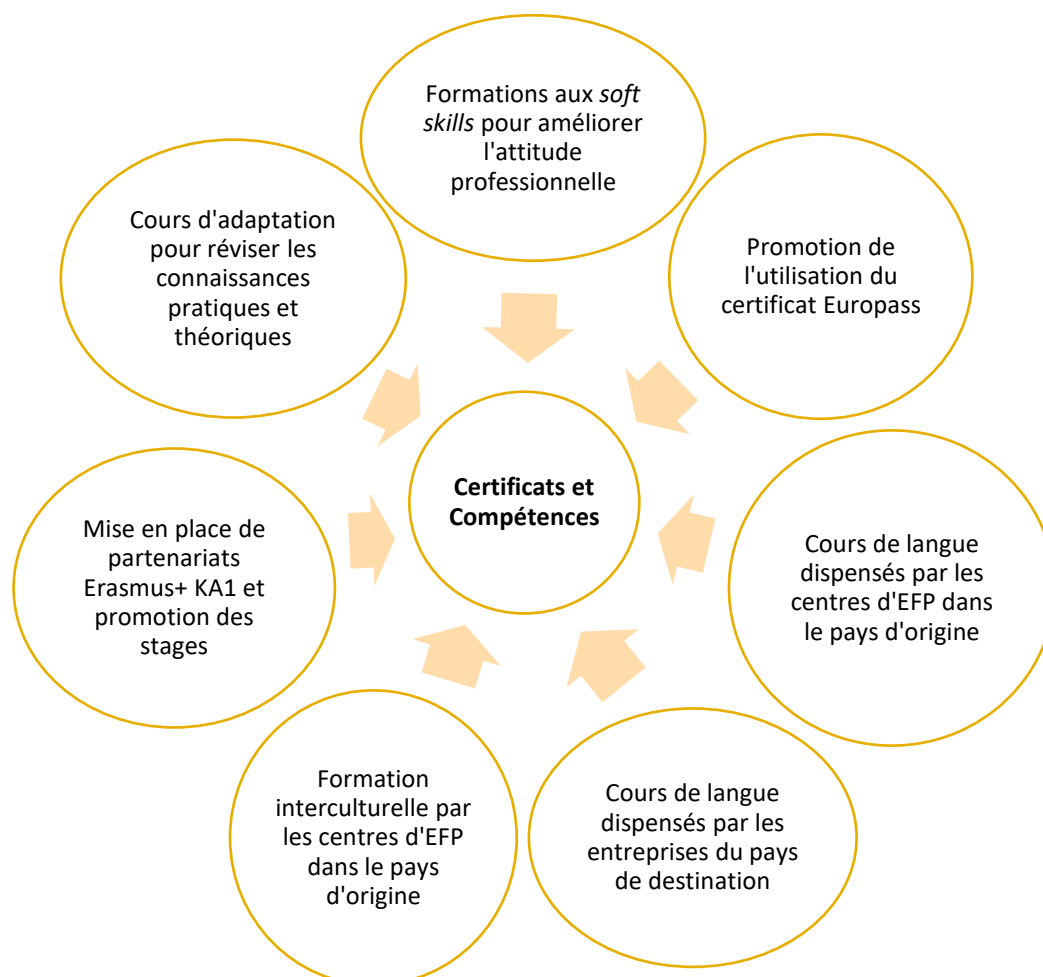 Formations aux soft
skills pour améliorer
l'attitude
professionnelle
Promotion de
l'utilisation du
certificat Europass
Cours de langue
dispensés par les
centres d'EFP dans
le pays d'origine
Cours de langue
dispensés par les
entreprises du pays
de destination
Formation
interculturelle par
les centres d'EFP
dans le pays
d'origine
Mise en place de
partenariats
Erasmus+ KA1 et
promotion des
stages
Cours d'adaptation
pour réviser les
connaissances
pratiques et
théoriques
Certificats et
Compétences